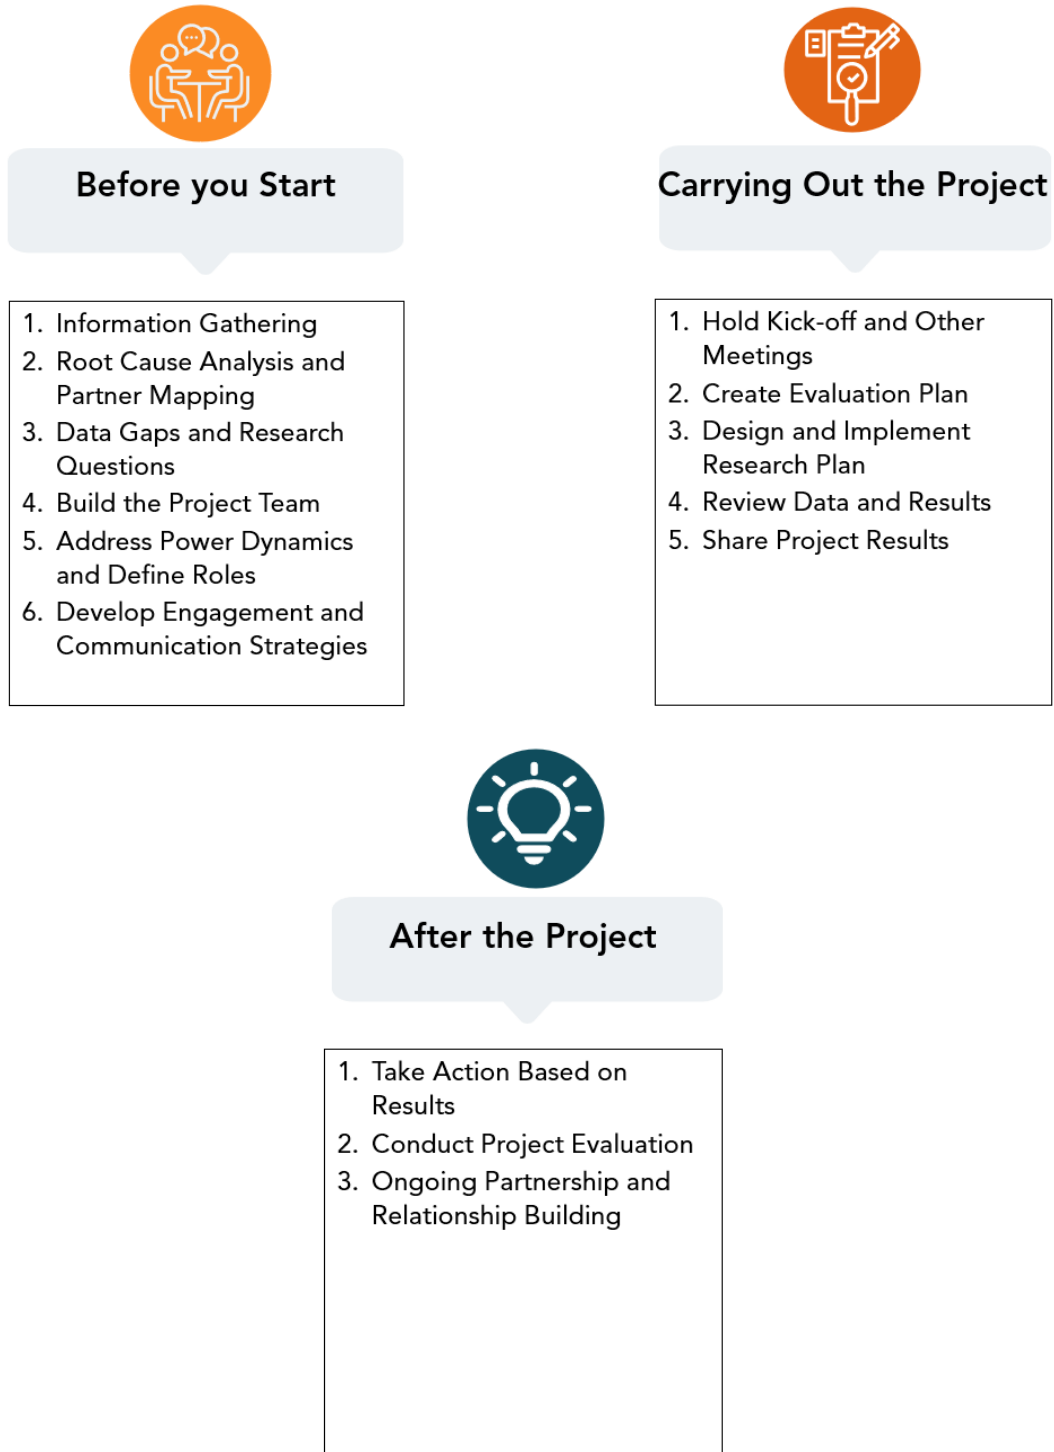 Before you Start
1. Information Gathering
2. Root Cause Analysis and
Partner Mapping
3. Data Gaps and Research
Questions
4. Build the Project Team
5. Address Power Dynamics
and Define Roles
6. Develop Engagement and
Communication Strategies
Carrying Out the Project
1. Hold Kick-off and Other
Meetings
2. Create Evaluation Plan
3. Design and Implement
Research Plan
4. Review Data and Results
5. Share Project Results
After the Project
1. Take Action Based on
Results
2. Conduct Project Evaluation
3. Ongoing Partnership and
Relationship Building